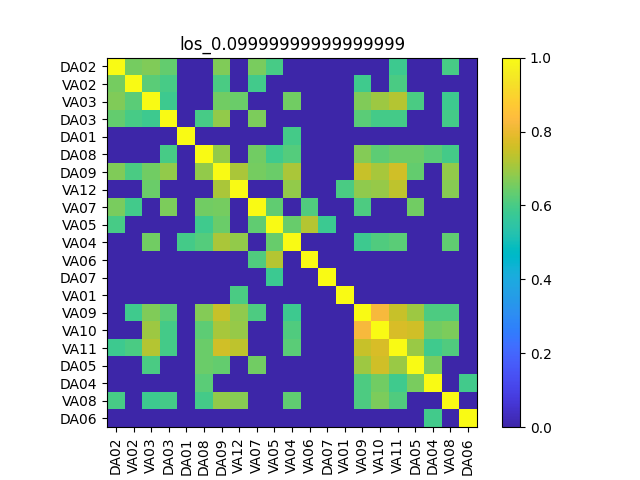 los_0.09999999999999999
DA02
VA02
VA03
DA03
DA01
DA08
DA09
VA12
VA07
VA05
VA04
VA06
DA07
VA01
VA09
VA10
VA11
DA05
DA04
VA08
DA06
DA02
VA02
VA03
DA03
DA01
DA08
DA09
VA12
VA07
VA05
VA04
VA06
DA07
VA01
VA09
VA10
VA11
DA05
DA04
VA08
DA06
1.0
0.8
0.6
0.4
0.2
0.0